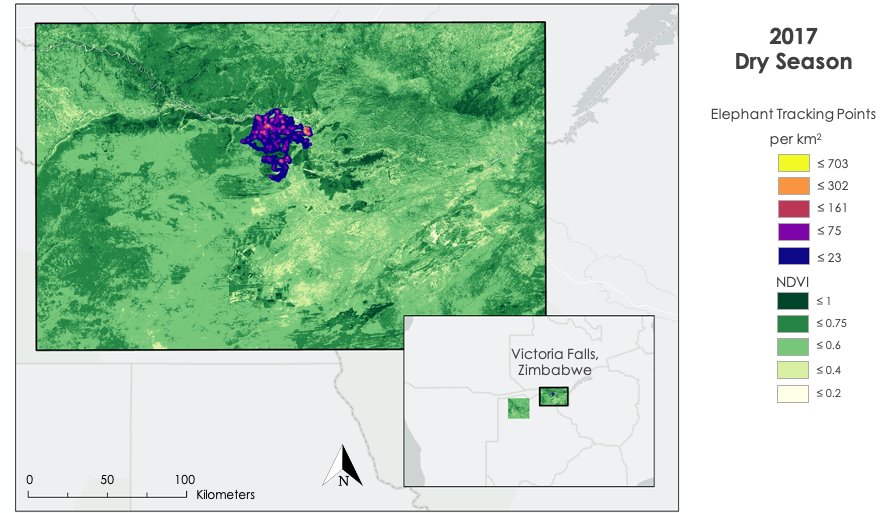 2017
Dry Season
Elephant Tracking Points
per km²
≤ 703
≤ 302
≤ 161
≤ 75
≤ 23
NDVI
≤ 1
≤ 0.75
≤ 0.6
≤ 0.4
≤ 0.2
Victoria Falls,
Zimbabwe
0 50 100
Kilometers
N